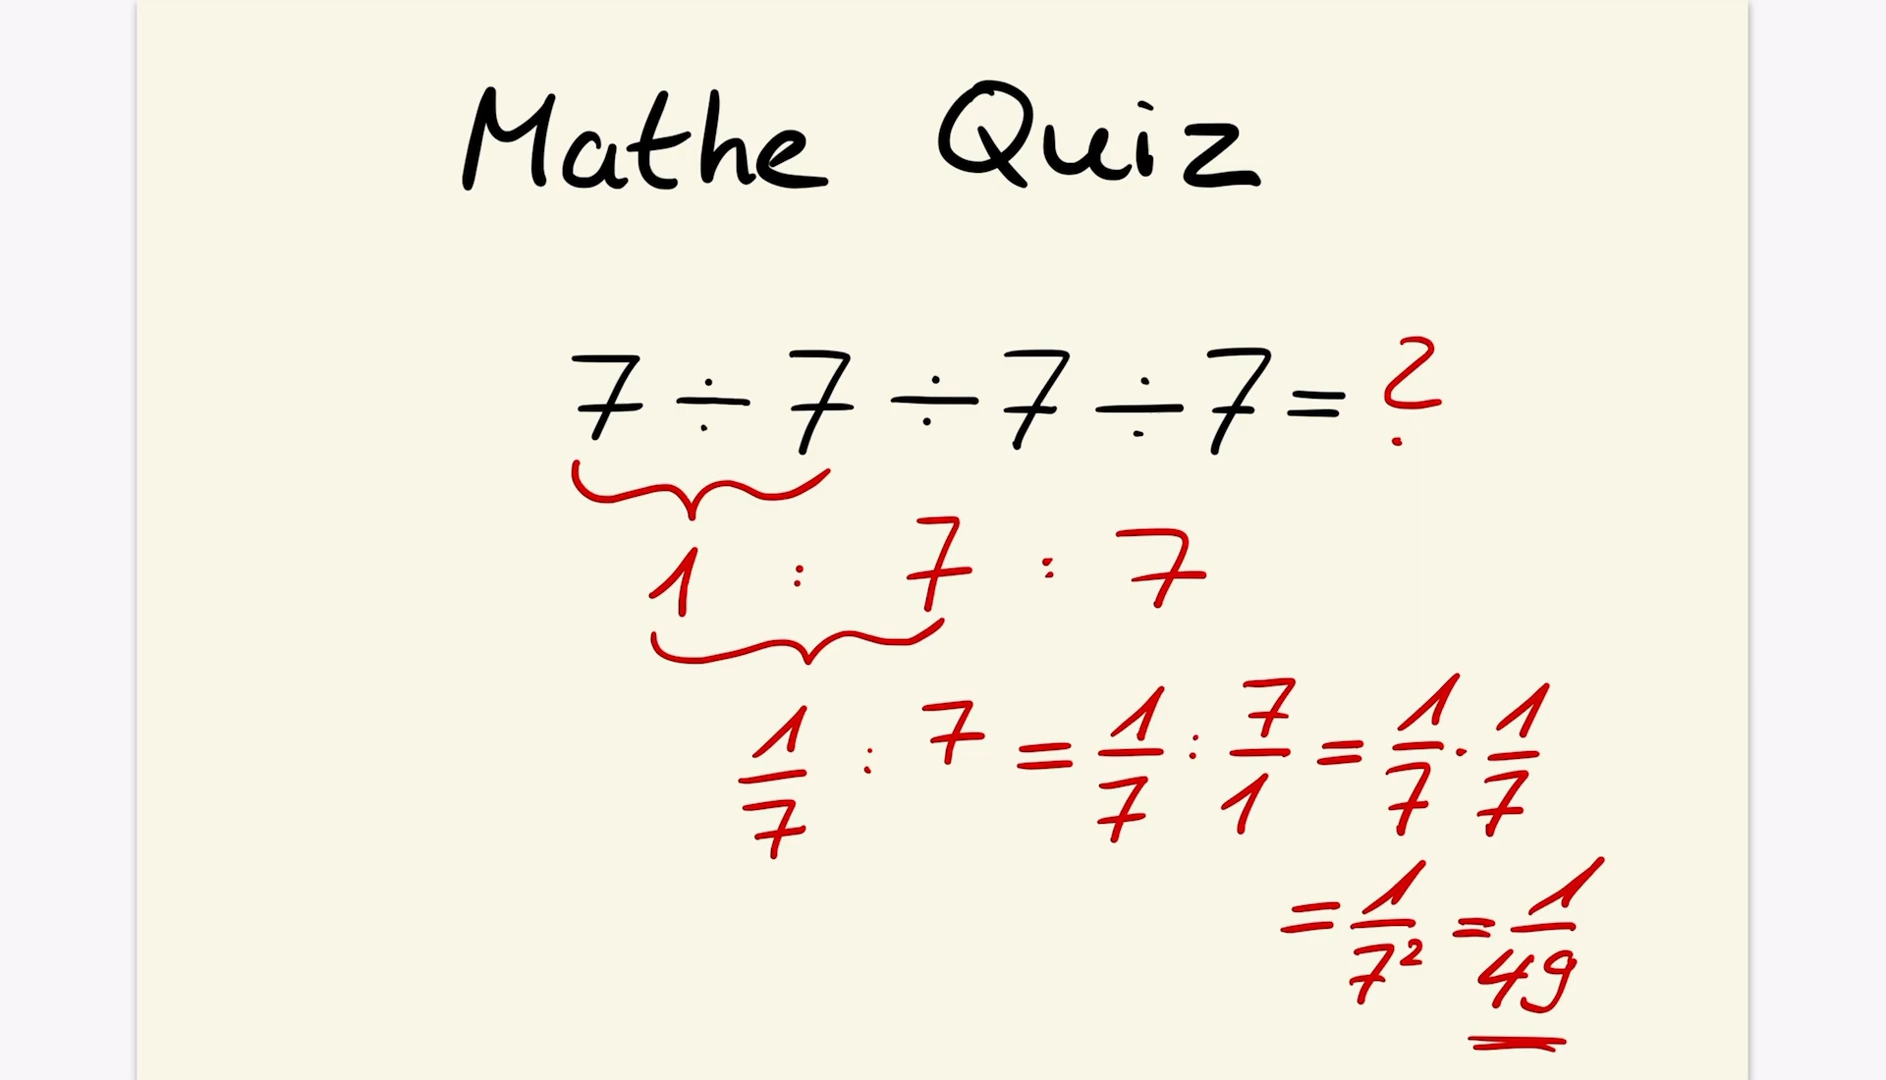 Mathe Quiz
7 ÷ 7 ÷ 7 ÷ 7 = ?
1 : 7 : 7
1/7 : 7 = 1/7 : 7/1 = 1/7 · 1/7
= 1/7² = 1/49